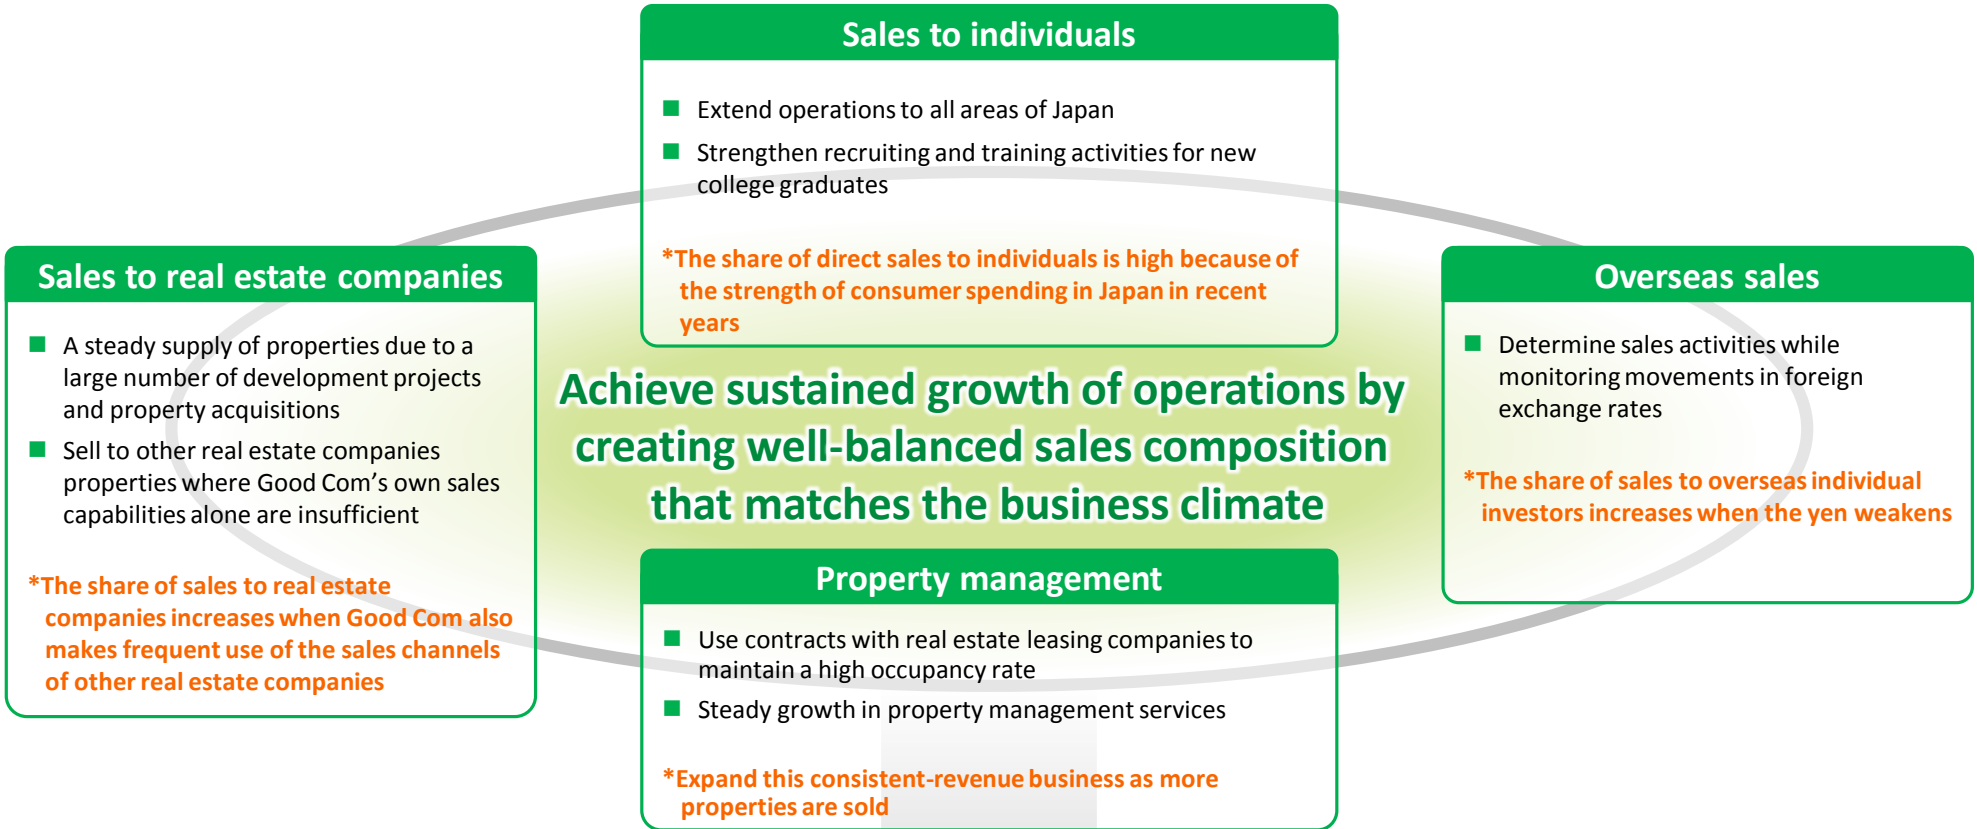 Sales to individuals
■ Extend operations to all areas of Japan
■ Strengthen recruiting and training activities for new
college graduates
*The share of direct sales to individuals is high because of
the strength of consumer spending in Japan in recent
years
Sales to real estate companies
■ A steady supply of properties due to a
large number of development projects
and property acquisitions
■ Sell to other real estate companies
properties where Good Com’s own sales
capabilities alone are insufficient
*The share of sales to real estate
companies increases when Good Com also
makes frequent use of the sales channels
of other real estate companies
Achieve sustained growth of operations by
creating well-balanced sales composition
that matches the business climate
Overseas sales
■ Determine sales activities while
monitoring movements in foreign
exchange rates
*The share of sales to overseas individual
investors increases when the yen weakens
Property management
■ Use contracts with real estate leasing companies to
maintain a high occupancy rate
■ Steady growth in property management services
*Expand this consistent-revenue business as more
properties are sold